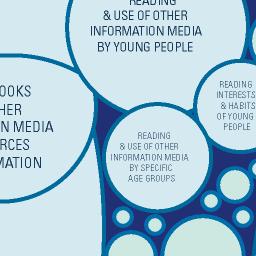 READING
& USE OF OTHER
INFORMATION MEDIA
BY YOUNG PEOPLE
OOKS
HER
N MEDIA
RCES
MATION
READING
INTERESTS
& HABITS
OF YOUNG
PEOPLE
READING
& USE OF OTHER
INFORMATION MEDIA
BY SPECIFIC
AGE GROUPS